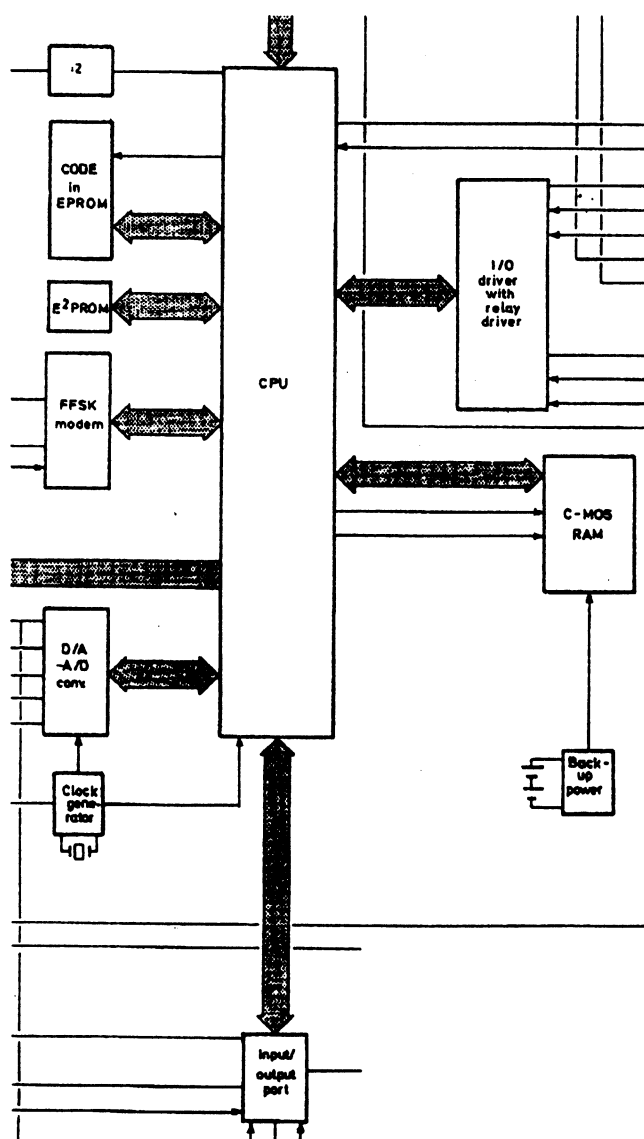 :2
CODE
in
EPROM
E²PROM
FFSK
modem
CPU
I/O
driver
with
relay
driver
C-MOS
RAM
D/A
-A/D
conv.
Clock
gene-
rator
Back-
up
power
Input/
output
port